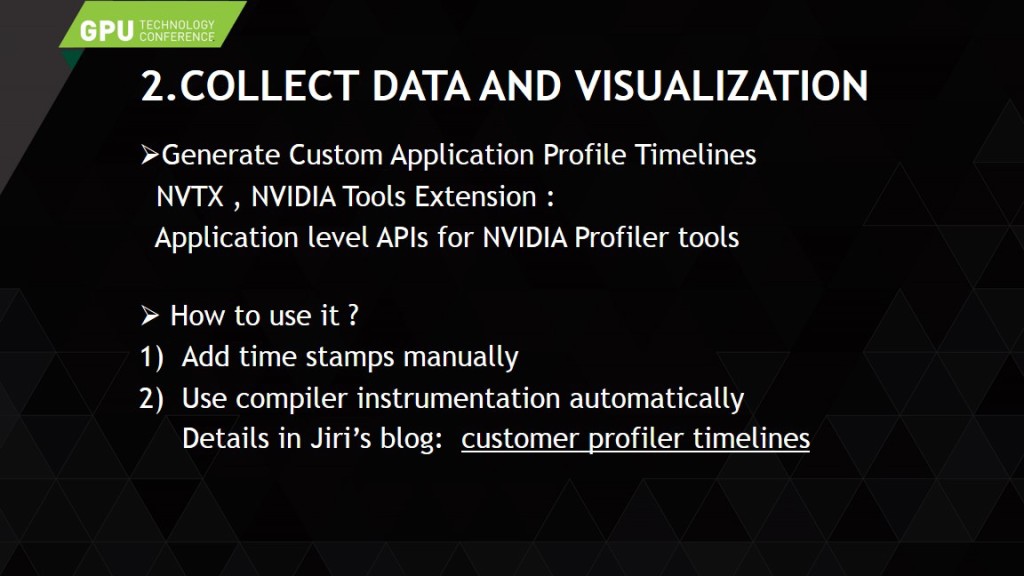 GPU TECHNOLOGY CONFERENCE
2.COLLECT DATA AND VISUALIZATION
➢Generate Custom Application Profile Timelines
NVTX , NVIDIA Tools Extension :
Application level APIs for NVIDIA Profiler tools
➢ How to use it ?
1) Add time stamps manually
2) Use compiler instrumentation automatically
Details in Jiri’s blog: customer profiler timelines